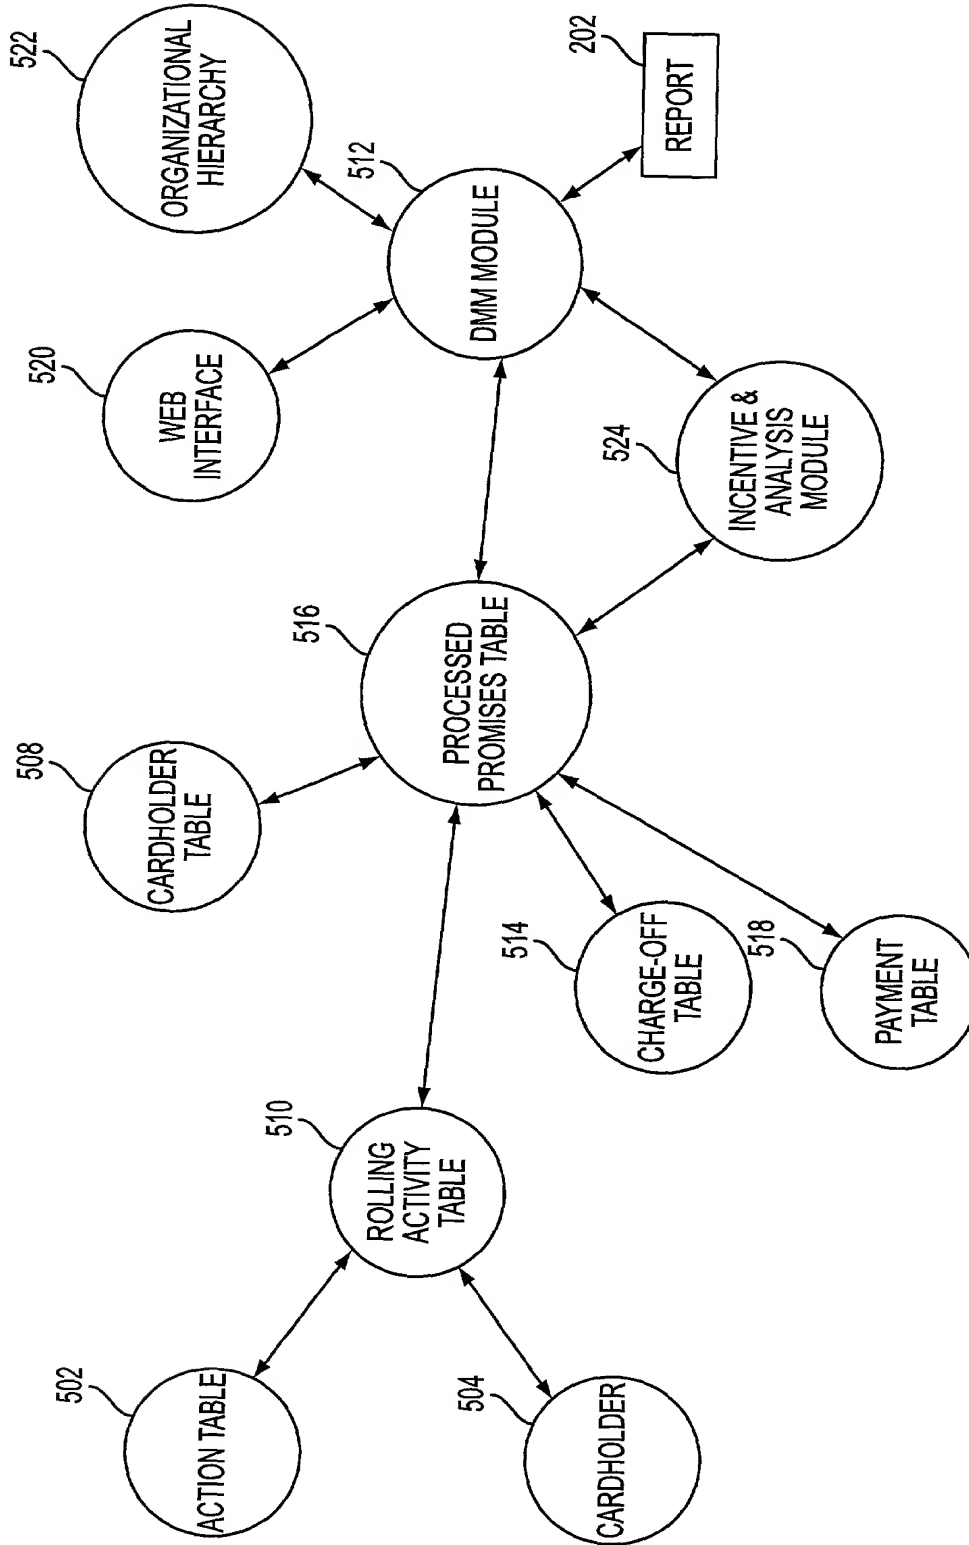 502
ACTION TABLE
504
CARDHOLDER
510
ROLLING
ACTIVITY
TABLE
508
CARDHOLDER
TABLE
516
PROCESSED
PROMISES TABLE
514
CHARGE-OFF
TABLE
518
PAYMENT
TABLE
520
WEB
INTERFACE
522
ORGANIZATIONAL
HIERARCHY
512
DMM MODULE
524
INCENTIVE &
ANALYSIS
MODULE
202
REPORT